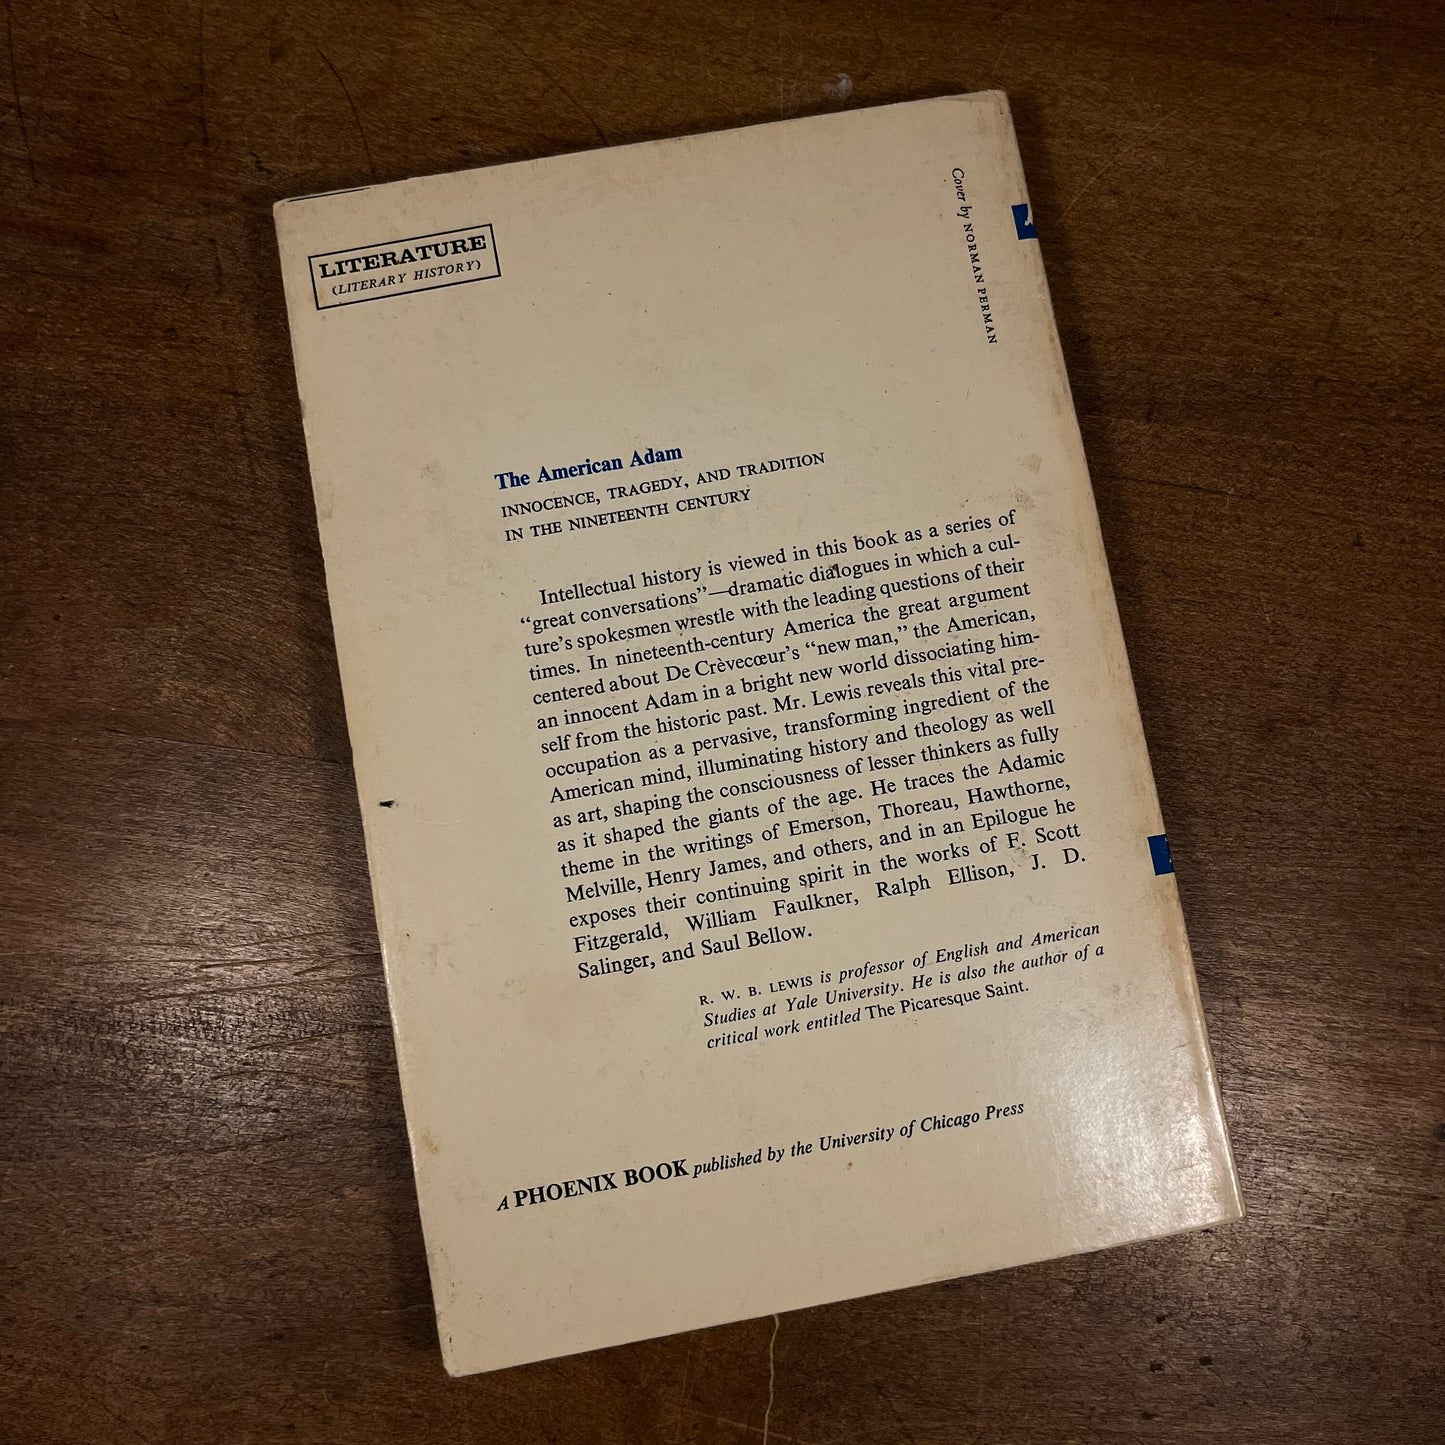 LITERATURE
(LITERARY HISTORY)
Cover by NORMAN PERMAN
The American Adam
INNOCENCE, TRAGEDY, AND TRADITION
IN THE NINETEENTH CENTURY
Intellectual history is viewed in this book as a series of
“great conversations”—dramatic dialogues in which a cul-
ture’s spokesmen wrestle with the leading questions of their
times. In nineteenth-century America the great argument
centered about De Crèvecœur’s “new man,” the American,
an innocent Adam in a bright new world dissociating him-
self from the historic past. Mr. Lewis reveals this vital pre-
occupation as a pervasive, transforming ingredient of the
American mind, illuminating history and theology as well
as art, shaping the consciousness of lesser thinkers as fully
as it shaped the giants of the age. He traces the Adamic
theme in the writings of Emerson, Thoreau, Hawthorne,
Melville, Henry James, and others, and in an Epilogue he
exposes their continuing spirit in the works of F. Scott
Fitzgerald, William Faulkner, Ralph Ellison, J. D.
Salinger, and Saul Bellow.
R. W. B. LEWIS is professor of English and American
Studies at Yale University. He is also the author of a
critical work entitled The Picaresque Saint.
A PHOENIX BOOK published by the University of Chicago Press